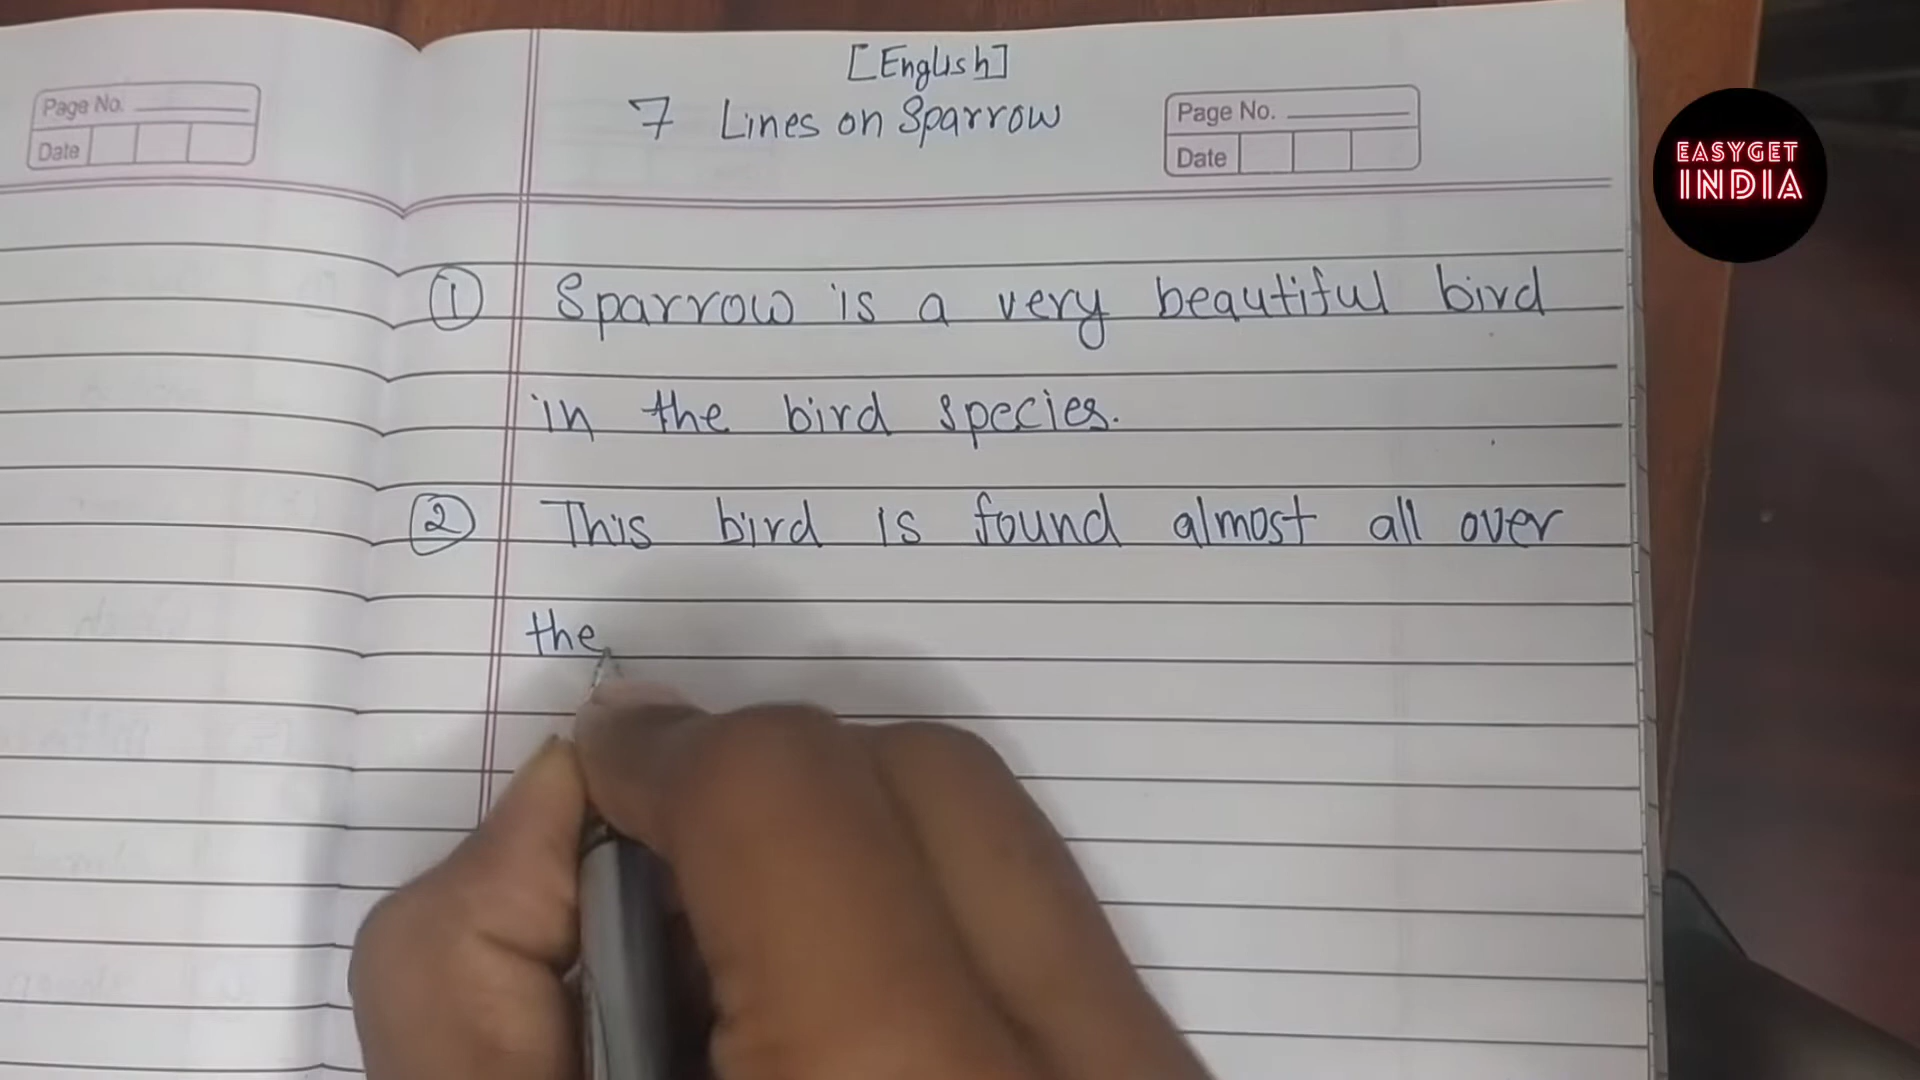 [English]
7 Lines on Sparrow
Page No.
Date
Page No.
Date
EASYGET
INDIA
1 Sparrow is a very beautiful bird
in the bird species.
2 This bird is found almost all over
the